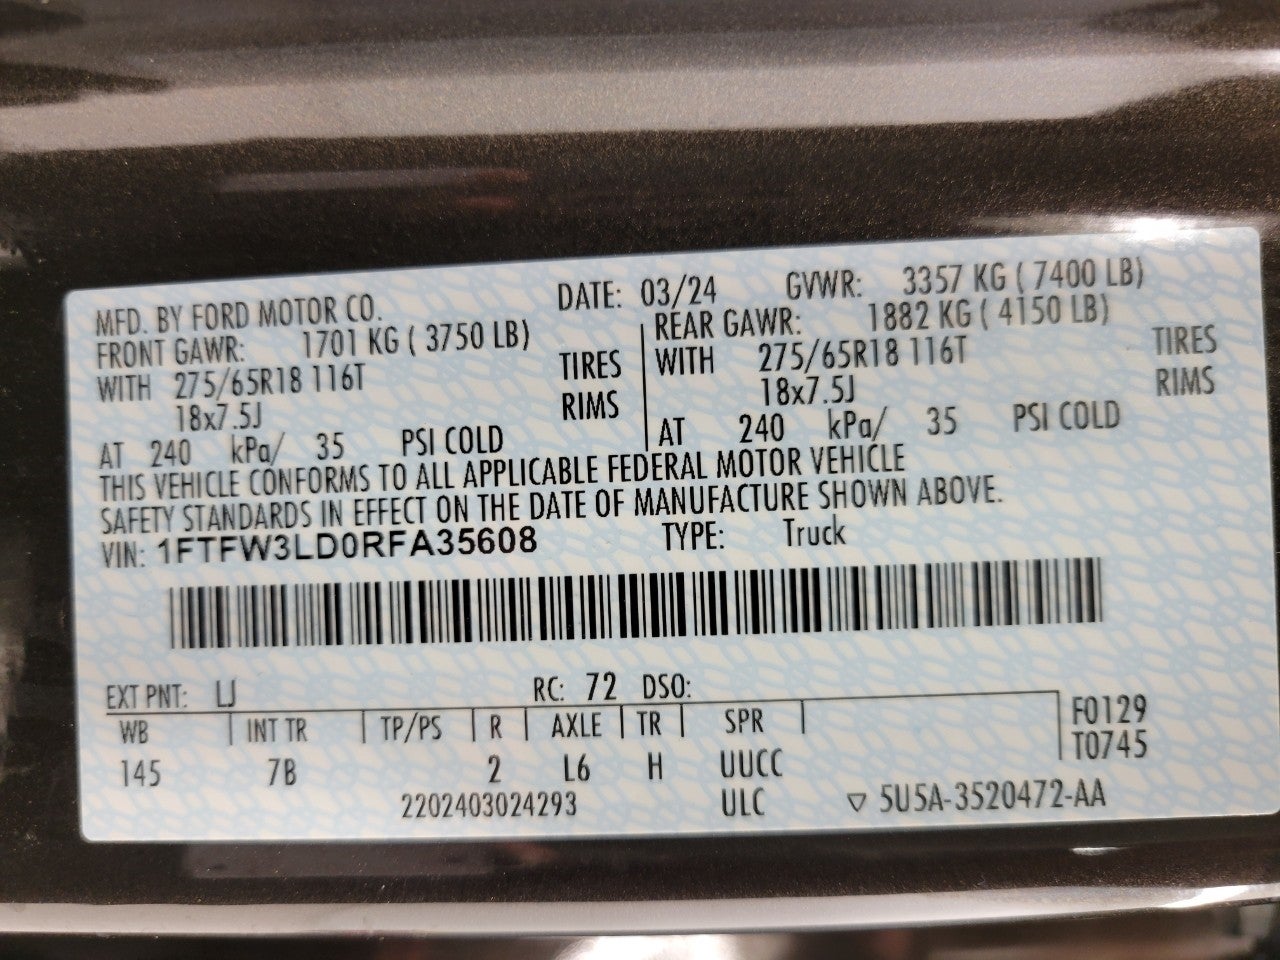 MFD. BY FORD MOTOR CO. DATE: 03/24 GVWR: 3357 KG ( 7400 LB)
FRONT GAWR: 1701 KG ( 3750 LB) REAR GAWR: 1882 KG ( 4150 LB)
WITH 275/65R18 116T TIRES WITH 275/65R18 116T TIRES
18x7.5J RIMS 18x7.5J RIMS
AT 240 kPa/ 35 PSI COLD AT 240 kPa/ 35 PSI COLD
THIS VEHICLE CONFORMS TO ALL APPLICABLE FEDERAL MOTOR VEHICLE
SAFETY STANDARDS IN EFFECT ON THE DATE OF MANUFACTURE SHOWN ABOVE.
VIN: 1FTFW3LD0RFA35608 TYPE: Truck
EXT PNT: LJ RC: 72 DSO:
WB INT TR TP/PS R AXLE TR SPR F0129
T0745
145 7B 2 L6 H UUCC
2202403024293 ULC ▽ 5U5A-3520472-AA